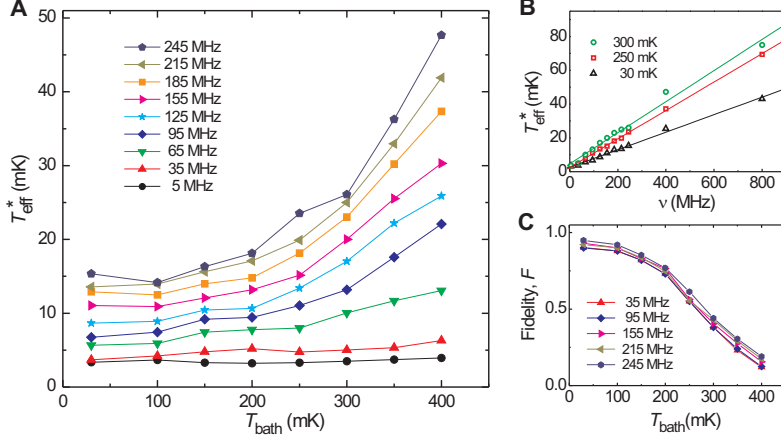 A
50
40
30
20
10
0
T*eff (mK)
245 MHz
215 MHz
185 MHz
155 MHz
125 MHz
95 MHz
65 MHz
35 MHz
5 MHz
0 100 200 300 400
Tbath(mK)
B
80
60
40
20
0
T*eff (mK)
300 mK
250 mK
30 mK
0 200 400 600 800
ν (MHz)
C
1.0
0.5
0.0
Fidelity, F
35 MHz
95 MHz
155 MHz
215 MHz
245 MHz
0 100 200 300 400
Tbath(mK)